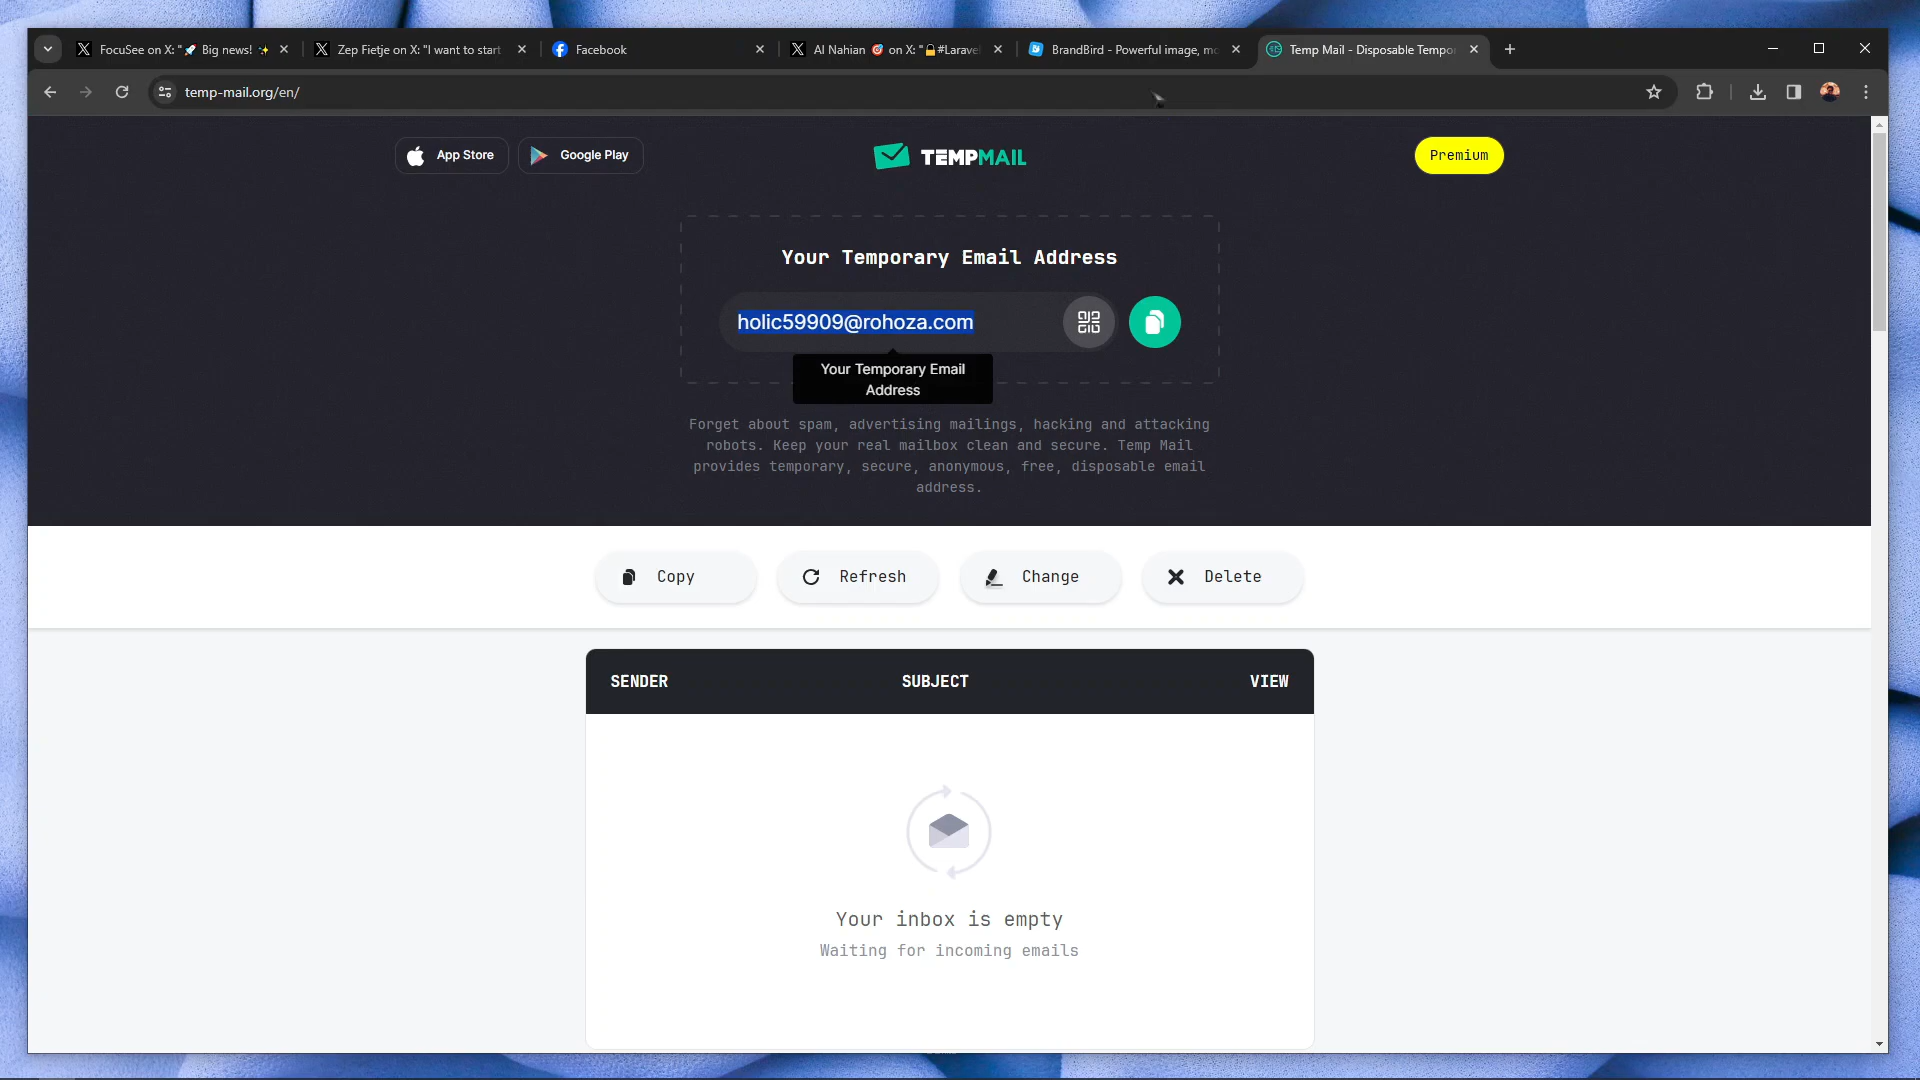 FocuSee on X: "🚀 Big news! ✨
Zep Fietje on X: "I want to start
Facebook
Al Nahian 🎯 on X: "🔒#Laravel
BrandBird - Powerful image, mo
Temp Mail - Disposable Tempo
temp-mail.org/en/
App Store
Google Play
TEMPMAIL
Premium
Your Temporary Email Address
holic59909@rohoza.com
Your Temporary Email
Address
Forget about spam, advertising mailings, hacking and attacking
robots. Keep your real mailbox clean and secure. Temp Mail
provides temporary, secure, anonymous, free, disposable email
address.
Copy
Refresh
Change
Delete
SENDER
SUBJECT
VIEW
Your inbox is empty
Waiting for incoming emails